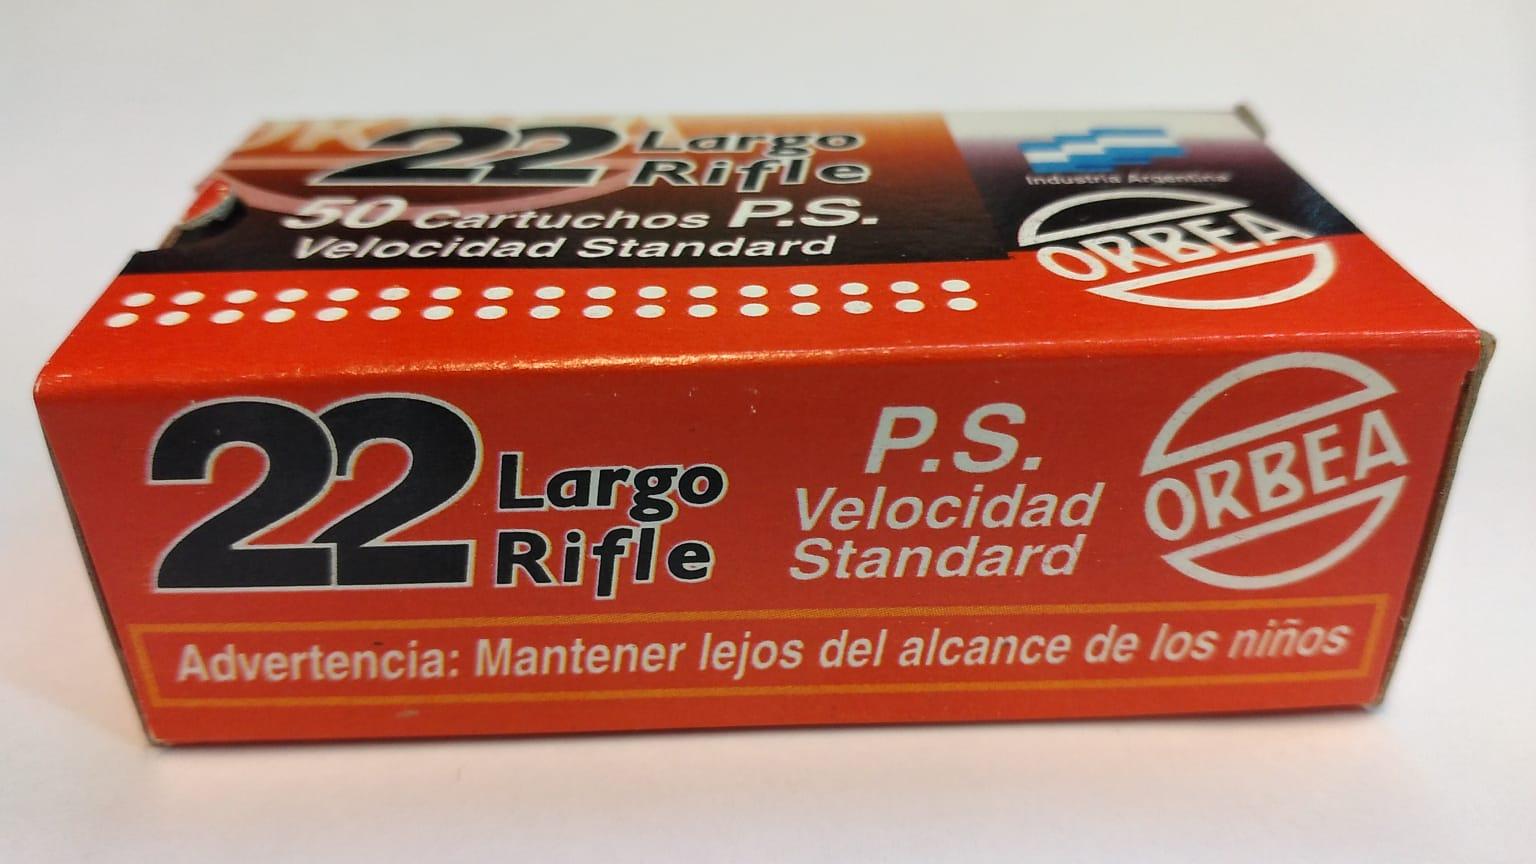 22 Largo
Rifle
50 Cartuchos P.S.
Velocidad Standard
Industria Argentina
ORBEA
22 Largo
Rifle
P.S.
Velocidad
Standard
ORBEA
Advertencia: Mantener lejos del alcance de los niños